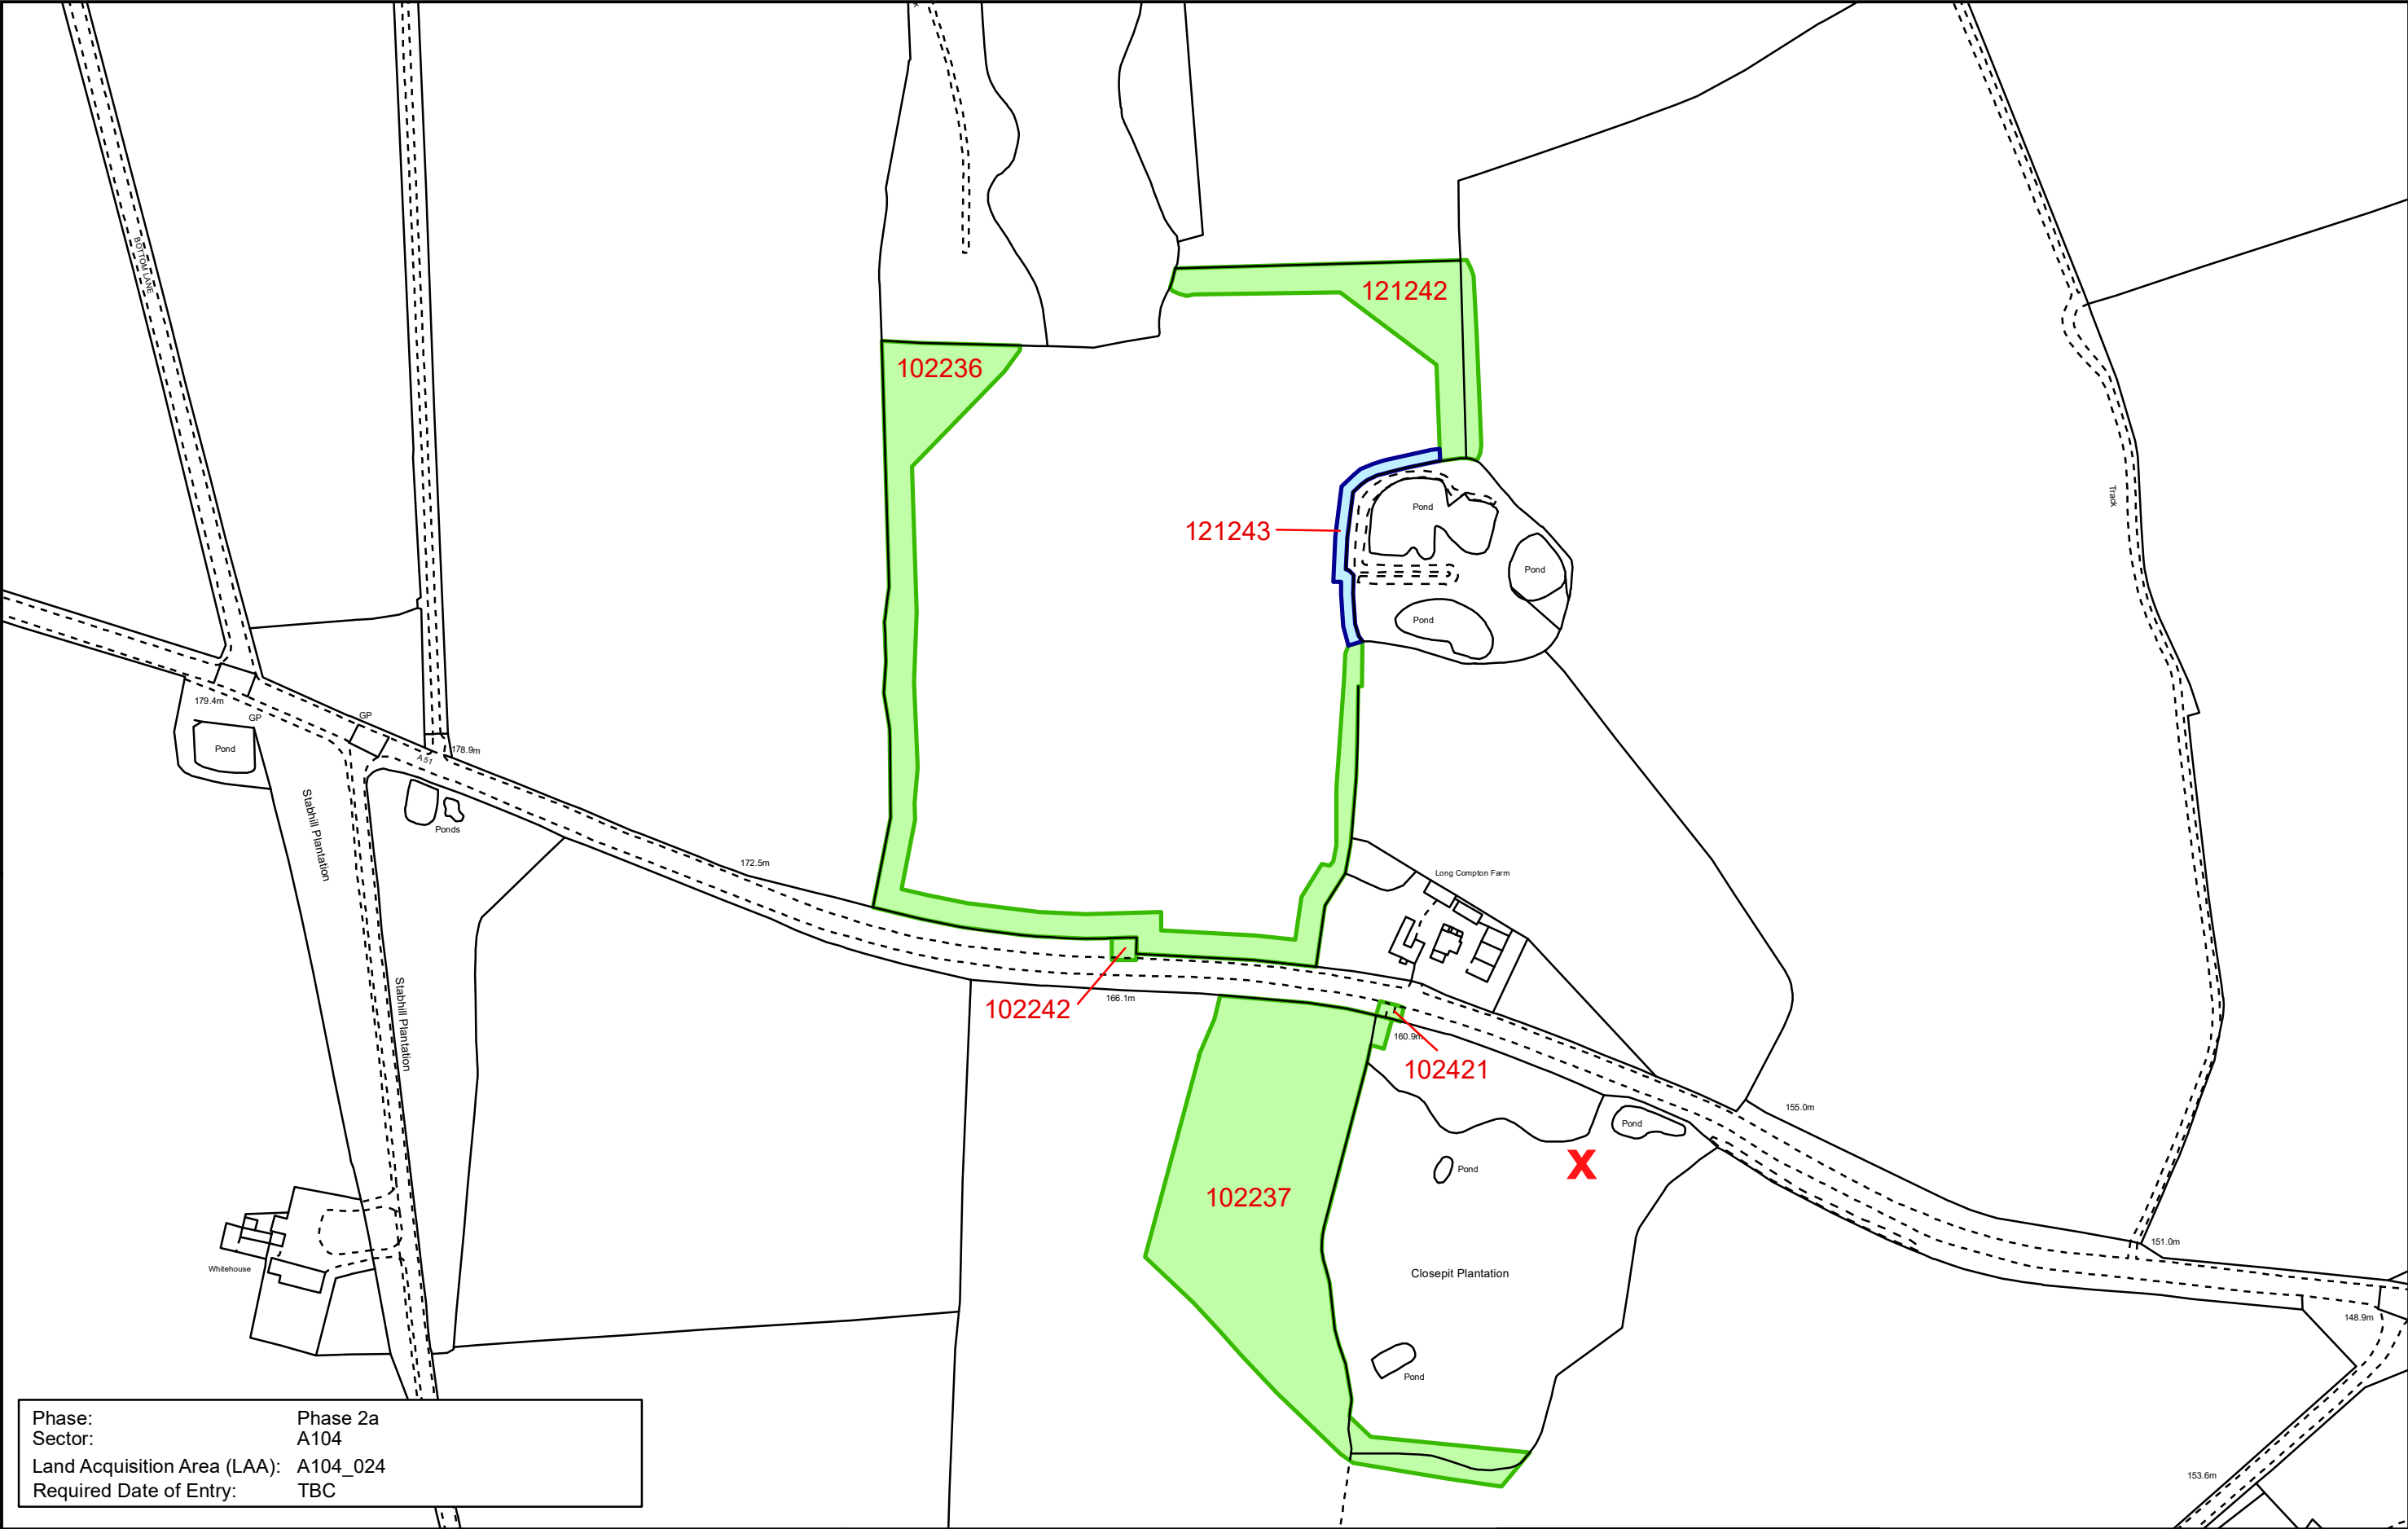 BOTTOM LANE
121242
102236
121243
Pond
Pond
Pond
Track
179.4m
GP
GP
Pond
A 51
178.9m
Stabhill Plantation
Ponds
172.5m
Long Compton Farm
Stabhill Plantation
102242
166.1m
160.9m
102421
155.0m
Pond
X
Pond
102237
151.0m
Whitehouse
Closepit Plantation
148.9m
Pond
153.6m
Phase: Phase 2a
Sector: A104
Land Acquisition Area (LAA): A104_024
Required Date of Entry: TBC